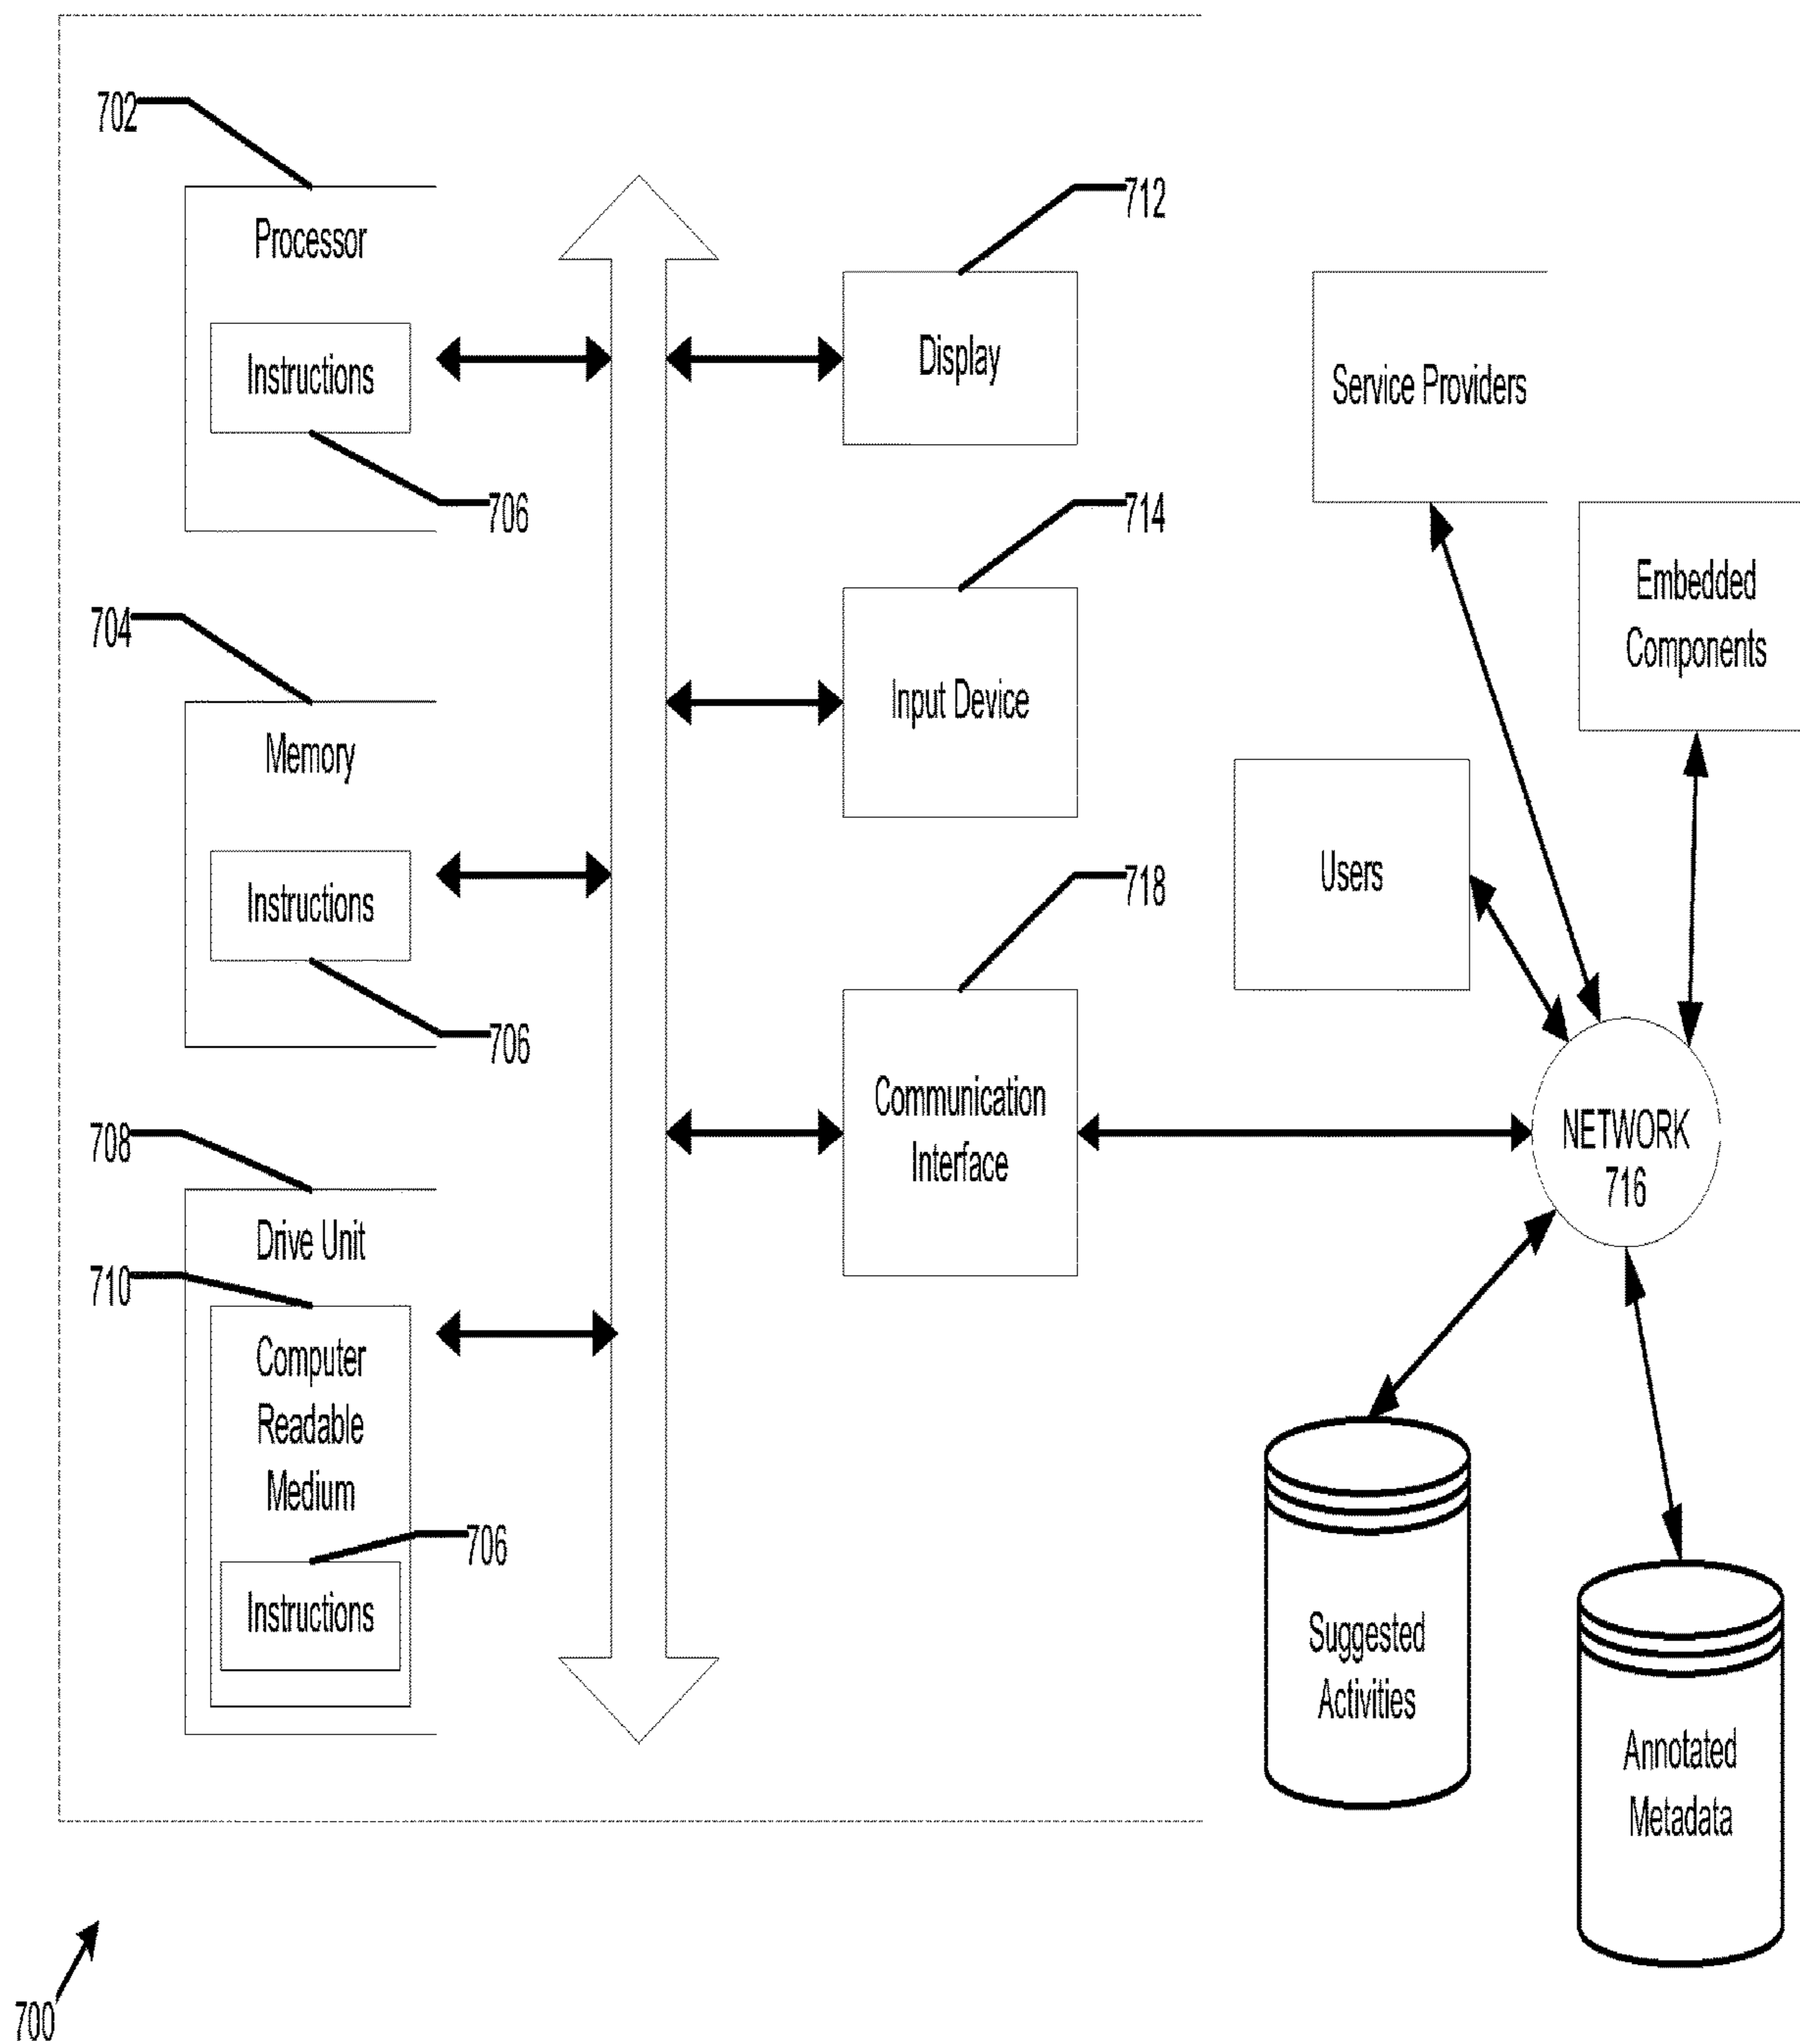 702
Processor
Instructions
706
704
Memory
Instructions
706
708
Drive Unit
710
Computer
Readable
Medium
706
Instructions
712
Display
714
Input Device
718
Communication
Interface
Service Providers
Embedded
Components
Users
NETWORK
716
Suggested
Activities
Annotated
Metadata
700